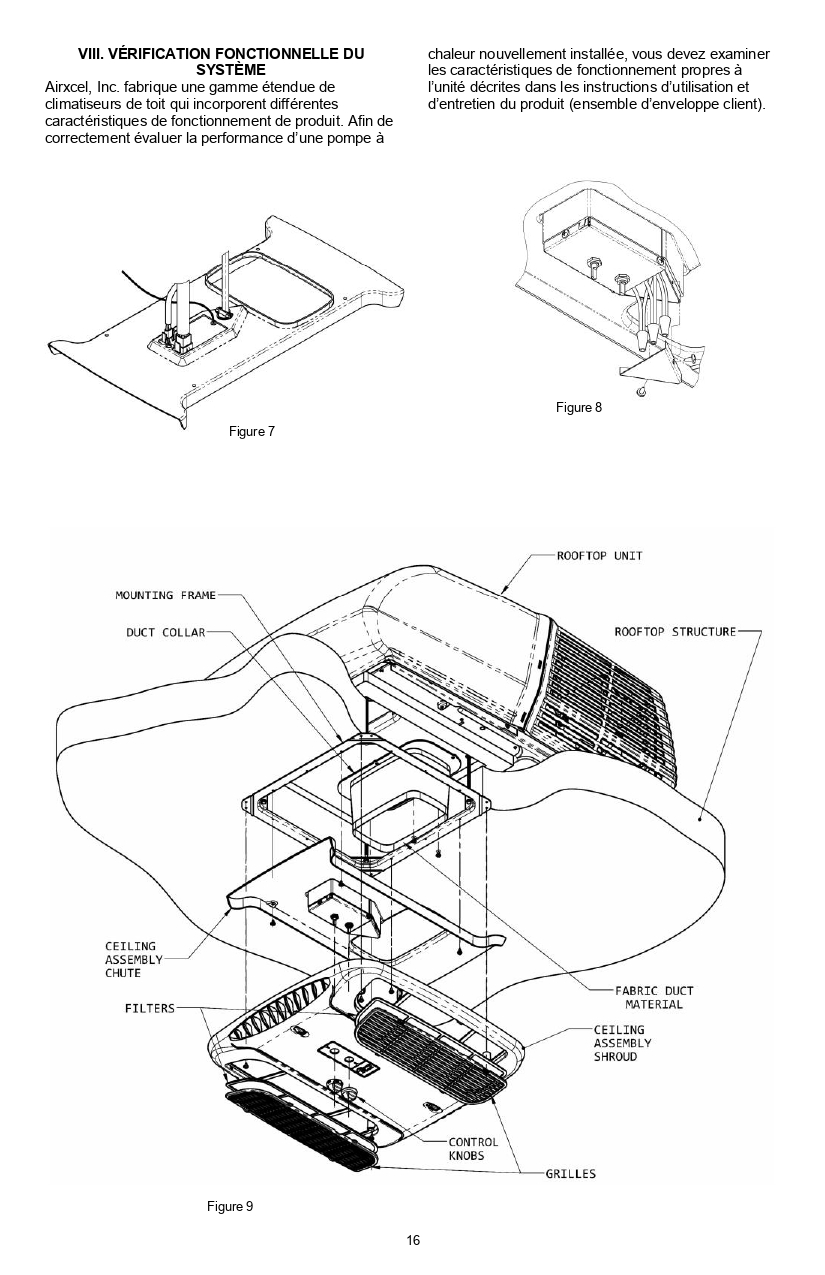 VIII. VÉRIFICATION FONCTIONNELLE DU
SYSTÈME
Airxcel, Inc. fabrique une gamme étendue de
climatiseurs de toit qui incorporent différentes
caractéristiques de fonctionnement de produit. Afin de
correctement évaluer la performance d’une pompe à
chaleur nouvellement installée, vous devez examiner
les caractéristiques de fonctionnement propres à
l’unité décrites dans les instructions d’utilisation et
d’entretien du produit (ensemble d’enveloppe client).
Figure 7
Figure 8
ROOFTOP UNIT
MOUNTING FRAME
DUCT COLLAR
ROOFTOP STRUCTURE
CEILING
ASSEMBLY
CHUTE
FILTERS
FABRIC DUCT
MATERIAL
CEILING
ASSEMBLY
SHROUD
CONTROL
KNOBS
GRILLES
Figure 9
16